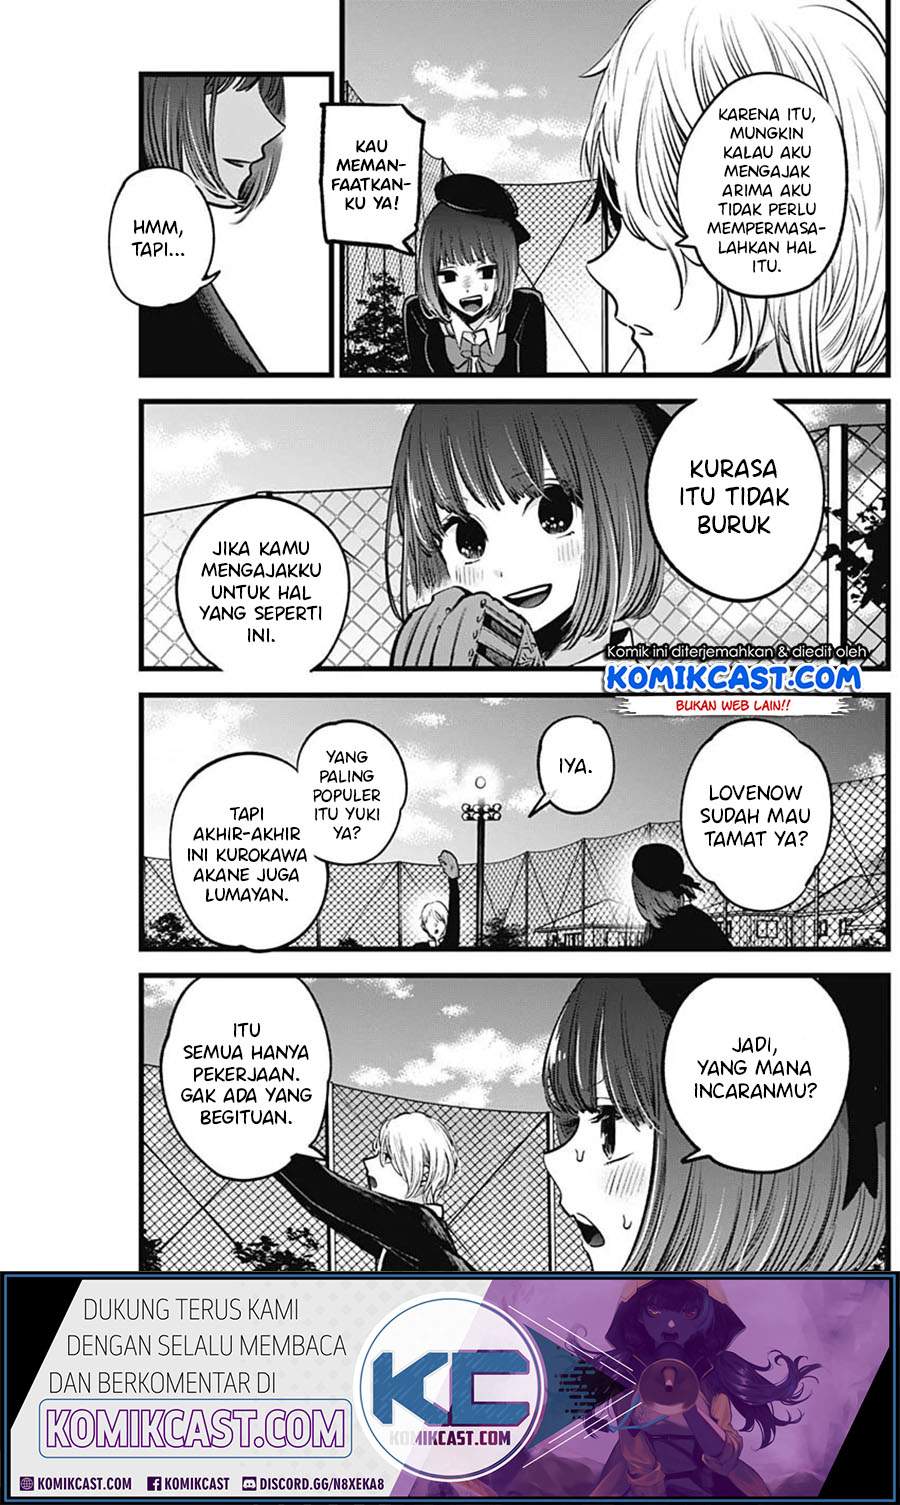 KARENA ITU,
MUNGKIN
KALAU AKU
MENGAJAK
ARIMA AKU
TIDAK PERLU
MEMPERMASA-
LAHKAN HAL
ITU.
KAU
MEMAN-
FAATKAN-
KU YA!
HMM,
TAPI...
KURASA
ITU TIDAK
BURUK
JIKA KAMU
MENGAJAKKU
UNTUK HAL
YANG SEPERTI
INI.
Komik ini diterjemahkan & diedit oleh
KOMIKCAST.COM
BUKAN WEB LAIN!!
LOVENOW
SUDAH MAU
TAMAT YA?
IYA.
YANG
PALING
POPULER
ITU YUKI
YA?
TAPI
AKHIR-AKHIR
INI KUROKAWA
AKANE JUGA
LUMAYAN.
JADI,
YANG MANA
INCARANMU?
ITU
SEMUA HANYA
PEKERJAAN.
GAK ADA YANG
BEGITUAN.
DUKUNG TERUS KAMI
DENGAN SELALU MEMBACA
DAN BERKOMENTAR DI
KOMIKCAST.COM
KOMIKCAST.COM KOMIKCAST DISCORD.GG/N8XEKA8
KC
KOMIKCAST.COM